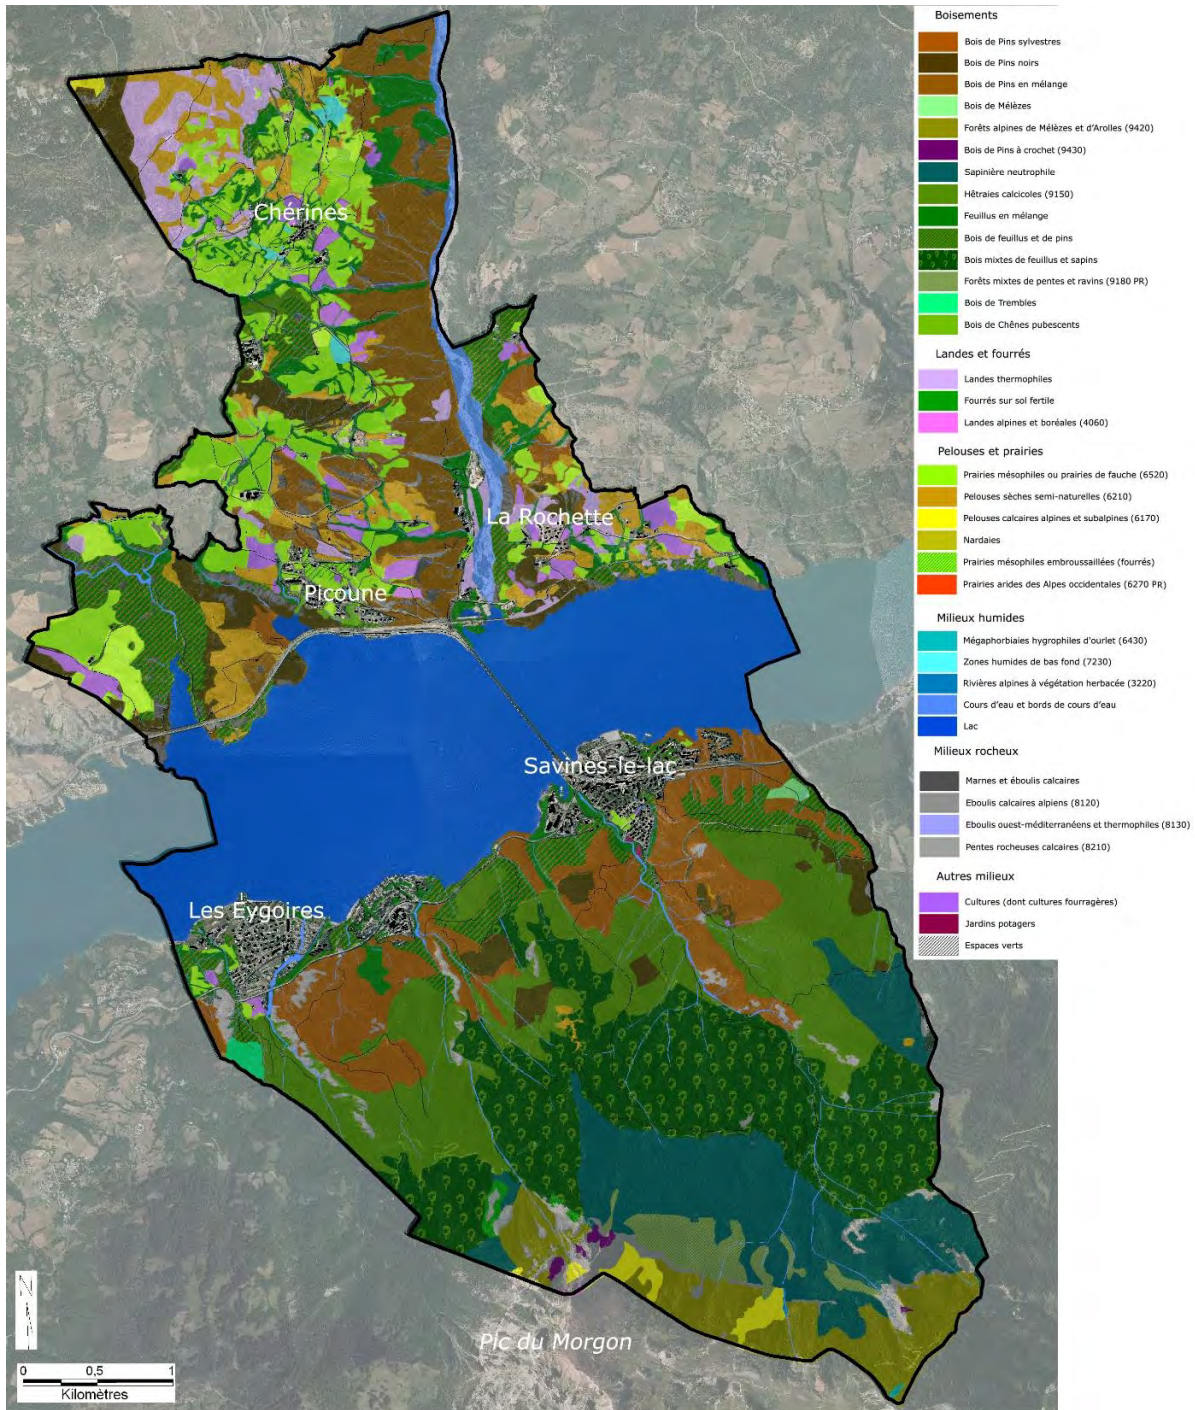 Boisements
Bois de Pins sylvestres
Bois de Pins noirs
Bois de Pins en mélange
Bois de Mélèzes
Forêts alpines de Mélèzes et d'Arolles (9420)
Bois de Pins à crochet (9430)
Sapinière neutrophile
Hêtraies calcicoles (9150)
Feuillus en mélange
Bois de feuillus et de pins
Bois mixtes de feuillus et sapins
Forêts mixtes de pentes et ravins (9180 PR)
Bois de Trembles
Bois de Chênes pubescents
Landes et fourrés
Landes thermophiles
Fourrés sur sol fertile
Landes alpines et boréales (4060)
Pelouses et prairies
Prairies mésophiles ou prairies de fauche (6520)
Pelouses sèches semi-naturelles (6210)
Pelouses calcaires alpines et subalpines (6170)
Nardaies
Prairies mésophiles embroussaillées (fourrés)
Prairies arides des Alpes occidentales (6270 PR)
Milieux humides
Mégaphorbiaies hygrophiles d'ourlet (6430)
Zones humides de bas fond (7230)
Rivières alpines à végétation herbacée (3220)
Cours d'eau et bords de cours d'eau
Lac
Milieux rocheux
Marnes et éboulis calcaires
Eboulis calcaires alpiens (8120)
Eboulis ouest-méditerranéens et thermophiles (8130)
Pentes rocheuses calcaires (8210)
Autres milieux
Cultures (dont cultures fourragères)
Jardins potagers
Espaces verts
Chérines
La Rochette
Picoune
Savines-le-lac
Les Eygoires
Pic du Morgon
N
0 0,5 1
Kilomètres